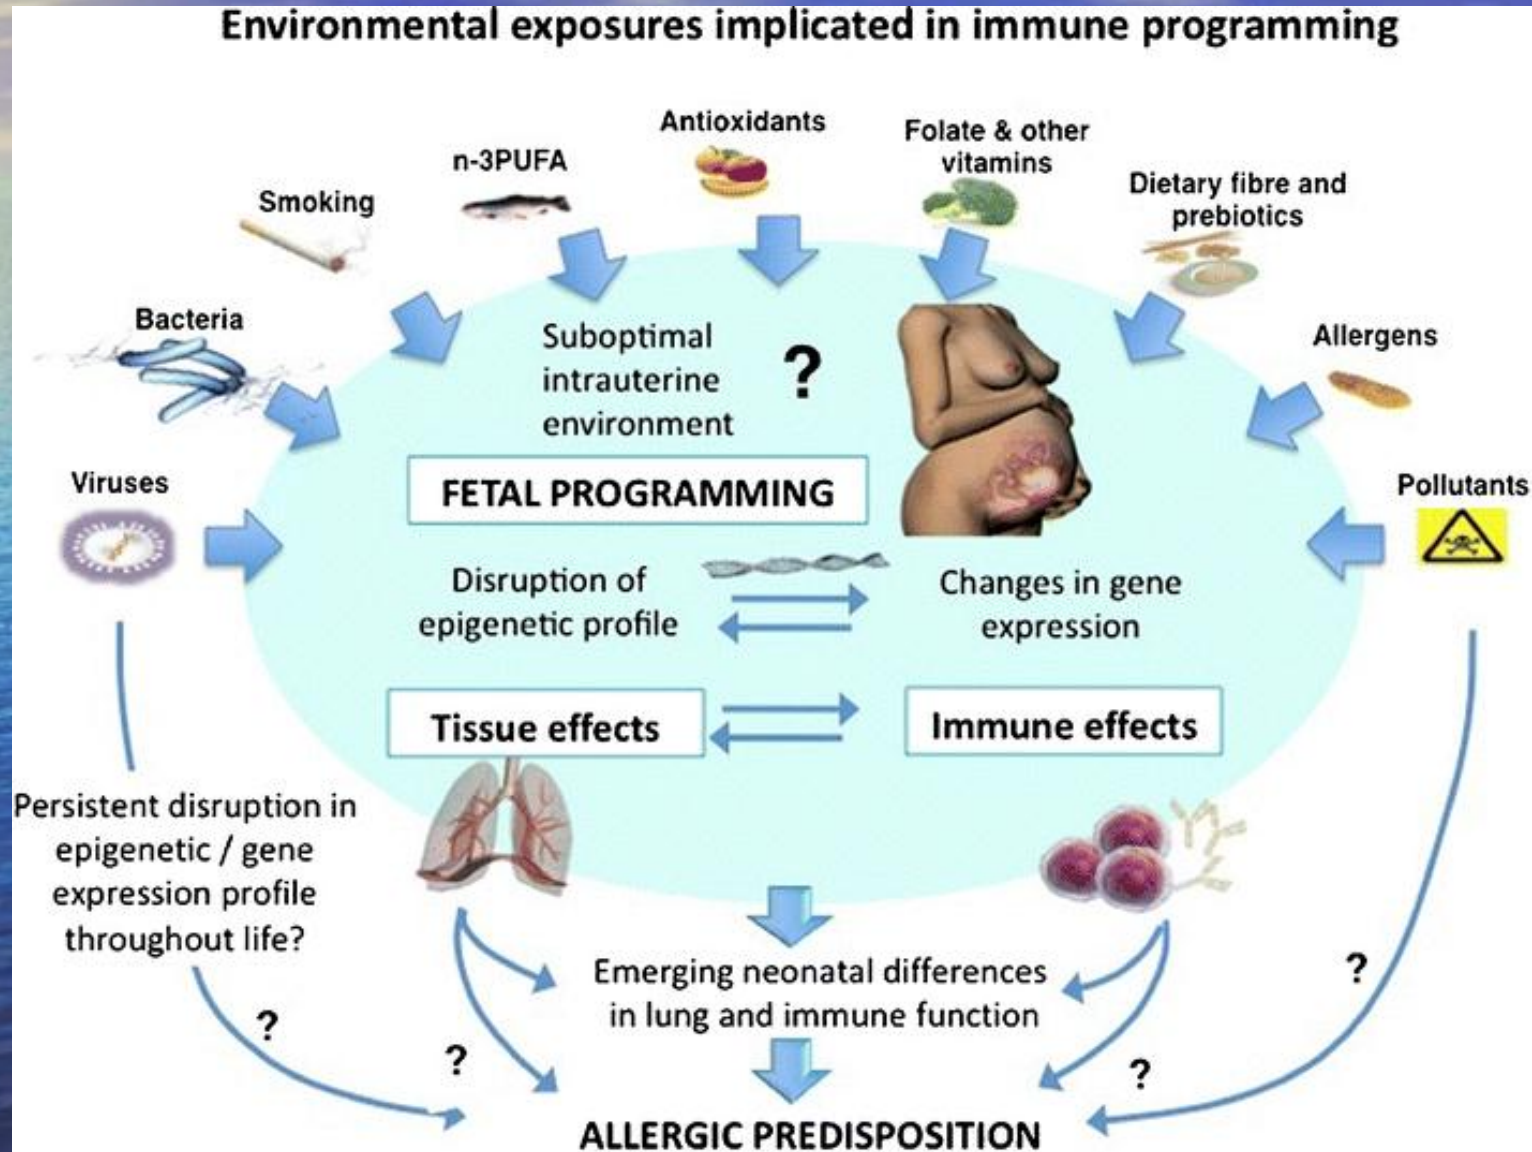 Environmental exposures implicated in immune programming
Antioxidants
Folate & other
vitamins
n-3PUFA
Dietary fibre and
prebiotics
Smoking
Bacteria
Allergens
Suboptimal
intrauterine
environment
?
Viruses
FETAL PROGRAMMING
Pollutants
Disruption of
epigenetic profile
Changes in gene
expression
Tissue effects
Immune effects
Persistent disruption in
epigenetic / gene
expression profile
throughout life?
Emerging neonatal differences
in lung and immune function
?
?
?
?
ALLERGIC PREDISPOSITION